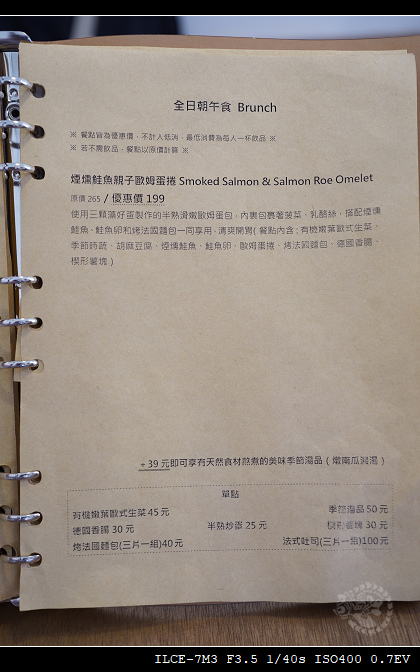 全日朝午食 Brunch
※ 餐點皆為優惠價，不計入低消，最低消費為每人一杯飲品 ※
※ 若不需飲品，餐點以原價計算 ※
煙燻鮭魚親子歐姆蛋捲 Smoked Salmon & Salmon Roe Omelet
原價 265 / 優惠價 199
使用三顆滿好蛋製作的半熟滑嫩歐姆蛋包，內裏包裹著菠菜、乳酪絲，搭配煙燻
鮭魚、鮭魚卵和烤法國麵包一同享用，清爽開胃( 餐點內含 : 有機嫩葉歐式生菜、
季節時蔬、胡麻豆腐、煙燻鮭魚、鮭魚卵、歐姆蛋捲、烤法國麵包、德國香腸、
楔形薯塊 )
+ 39 元即可享有天然食材熬煮的美味季節湯品 ( 燉南瓜濃湯 )
單點
有機嫩葉歐式生菜 45 元
季節湯品 50 元
德國香腸 30 元
半熟炒蛋 25 元
楔形薯塊 30 元
烤法國麵包(三片一組)40 元
法式吐司(三片一組)100 元
ILCE-7M3 F3.5 1/40s ISO400 0.7EV